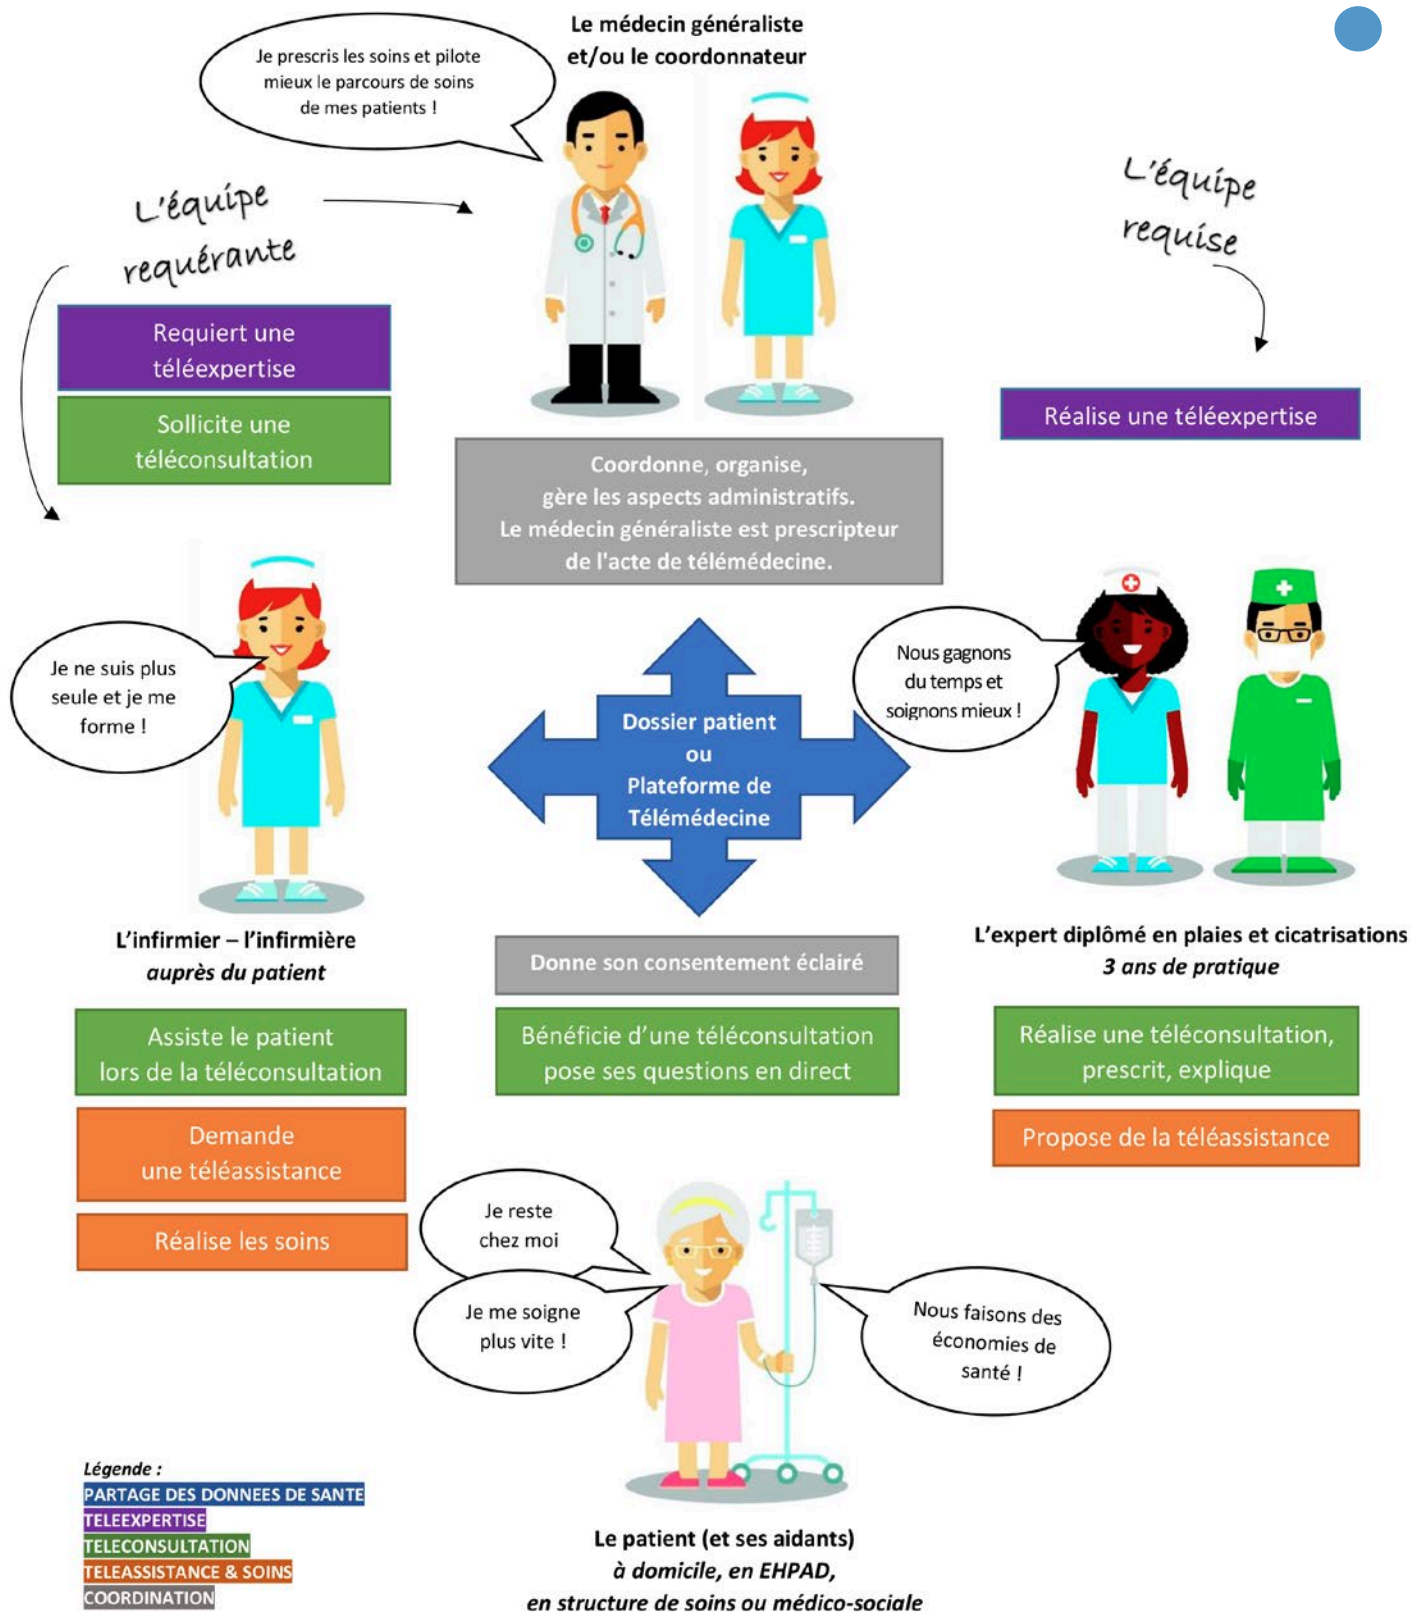 Le médecin généraliste
et/ou le coordonnateur
Je prescris les soins et pilote
mieux le parcours de soins
de mes patients !
L'équipe
requérante
L'équipe
requise
Requiert une
téléexpertise
Sollicite une
téléconsultation
Réalise une téléexpertise
Coordonne, organise,
gère les aspects administratifs.
Le médecin généraliste est prescripteur
de l'acte de télémédecine.
Je ne suis plus
seule et je me
forme !
Nous gagnons
du temps et
soignons mieux !
Dossier patient
ou
Plateforme de
Télémédecine
L'infirmier – l'infirmière
auprès du patient
L'expert diplômé en plaies et cicatrisations
3 ans de pratique
Donne son consentement éclairé
Bénéficie d'une téléconsultation
pose ses questions en direct
Assiste le patient
lors de la téléconsultation
Demande
une téléassistance
Réalise les soins
Réalise une téléconsultation,
prescrit, explique
Propose de la téléassistance
Je reste
chez moi
Je me soigne
plus vite !
Nous faisons des
économies de
santé !
Légende :
PARTAGE DES DONNEES DE SANTE
TELEEXPERTISE
TELECONSULTATION
TELEASSISTANCE & SOINS
COORDINATION
Le patient (et ses aidants)
à domicile, en EHPAD,
en structure de soins ou médico-sociale